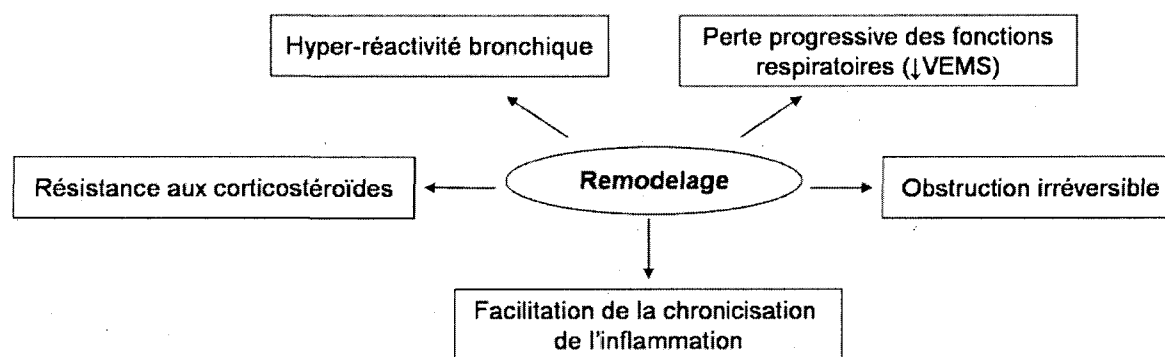 Hyper-réactivité bronchique
Perte progressive des fonctions
respiratoires (↓VEMS)
Résistance aux corticostéroïdes
Remodelage
Obstruction irréversible
Facilitation de la chronicisation
de l'inflammation